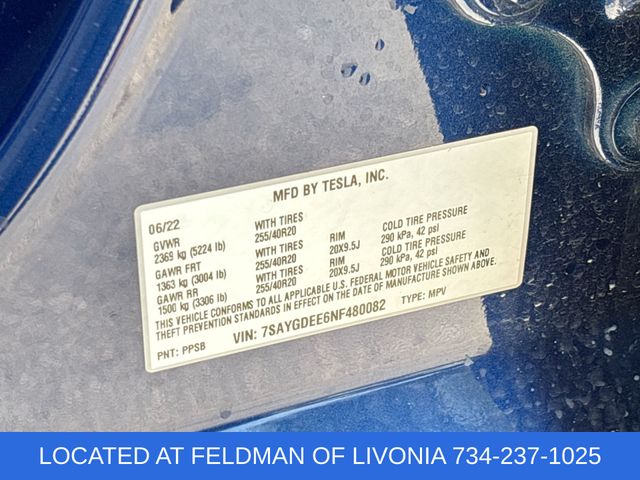 MFD BY TESLA, INC.
06/22
GVWR WITH TIRES COLD TIRE PRESSURE
2369 kg (5224 lb) 255/40R20 RIM 20X9.5J 290 kPa, 42 psi
GAWR FRT WITH TIRES COLD TIRE PRESSURE
1363 kg (3004 lb) 255/40R20 RIM 20X9.5J 290 kPa, 42 psi
GAWR RR WITH TIRES
1500 kg (3306 lb) 255/40R20
THIS VEHICLE CONFORMS TO ALL APPLICABLE U.S. FEDERAL MOTOR VEHICLE SAFETY AND
THEFT PREVENTION STANDARDS IN EFFECT ON THE DATE OF MANUFACTURE SHOWN ABOVE.
VIN: 7SAYGDEE6NF480082 TYPE: MPV
PNT: PPSB
LOCATED AT FELDMAN OF LIVONIA 734-237-1025